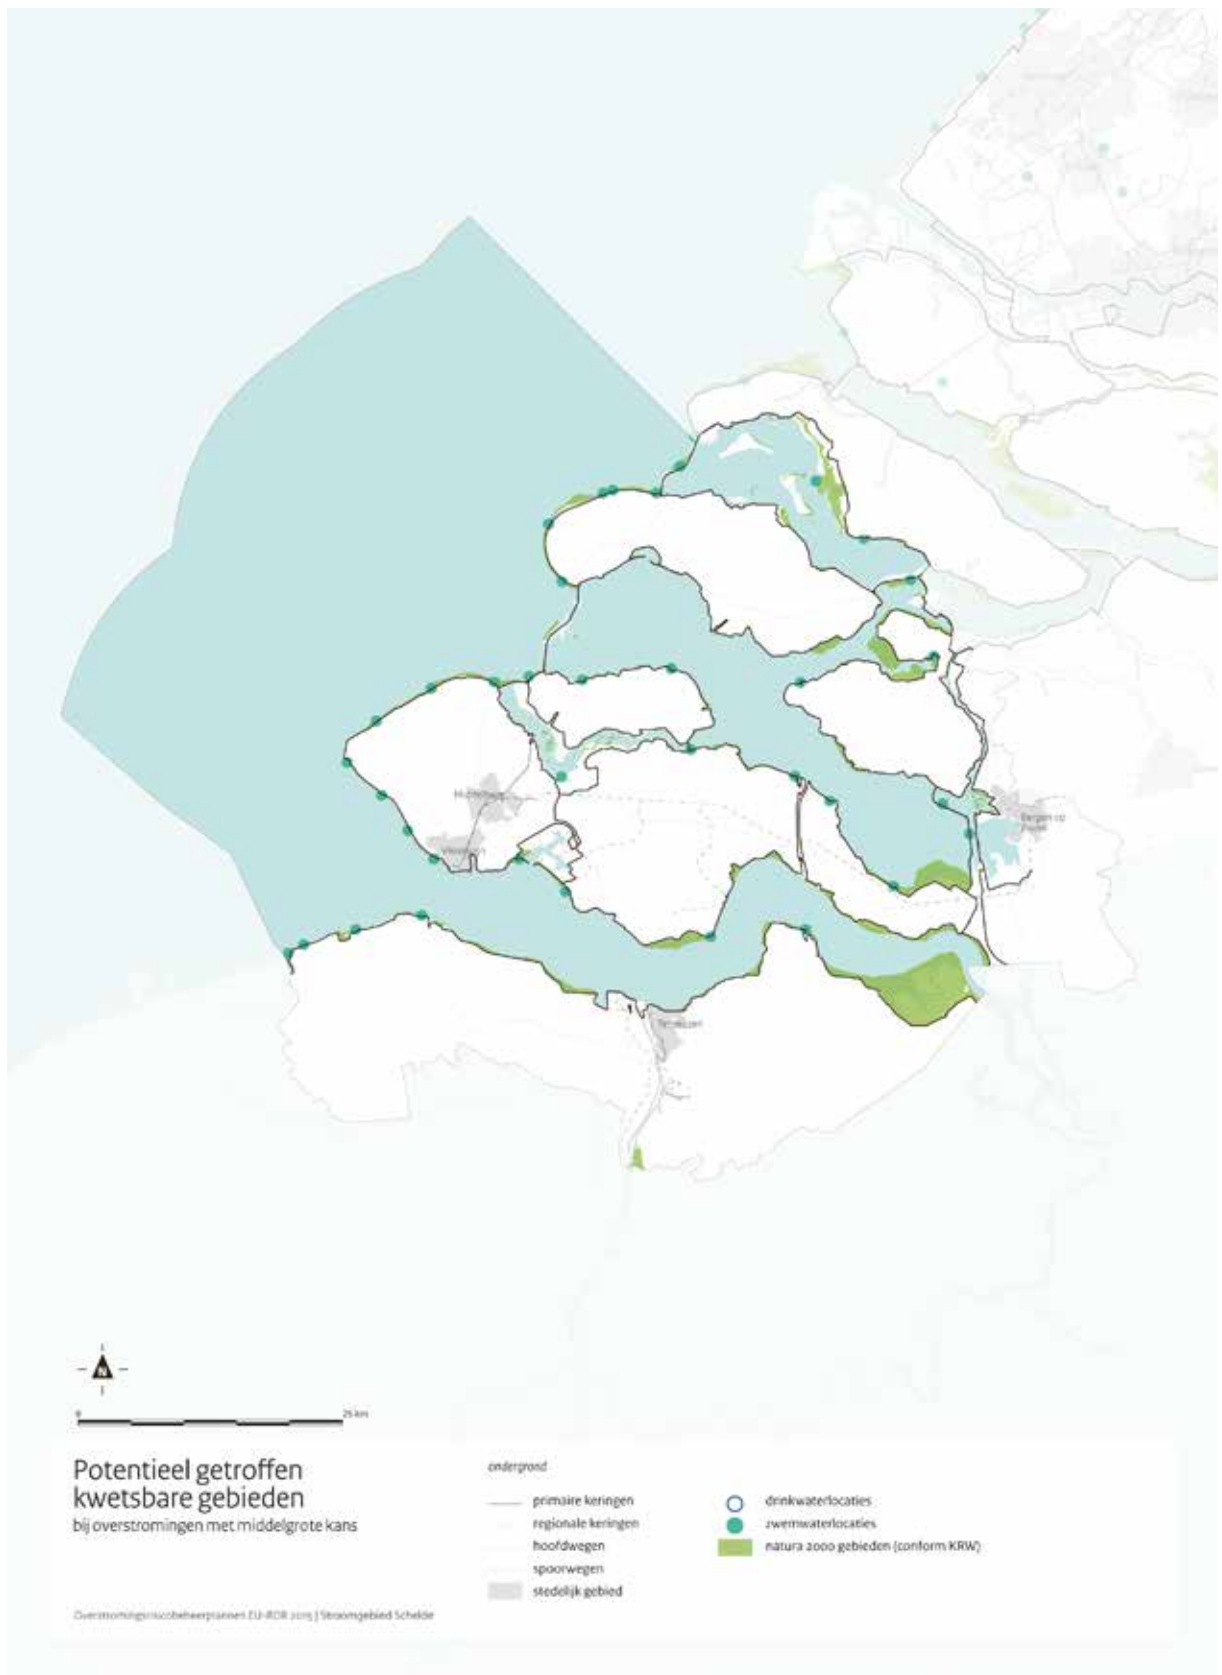 Middelburg
Vlissingen
Bergen op
Zoom
Terneuzen
N
0
25 km
Potentieel getroffen
kwetsbare gebieden
bij overstromingen met middelgrote kans
ondergrond
primaire keringen
regionale keringen
hoofdwegen
spoorwegen
stedelijk gebied
drinkwaterlocaties
zwemwaterlocaties
natura 2000 gebieden (conform KRW)
Overstromingsrisicobeheerplannen EU-ROR 2015 | Stroomgebied Schelde